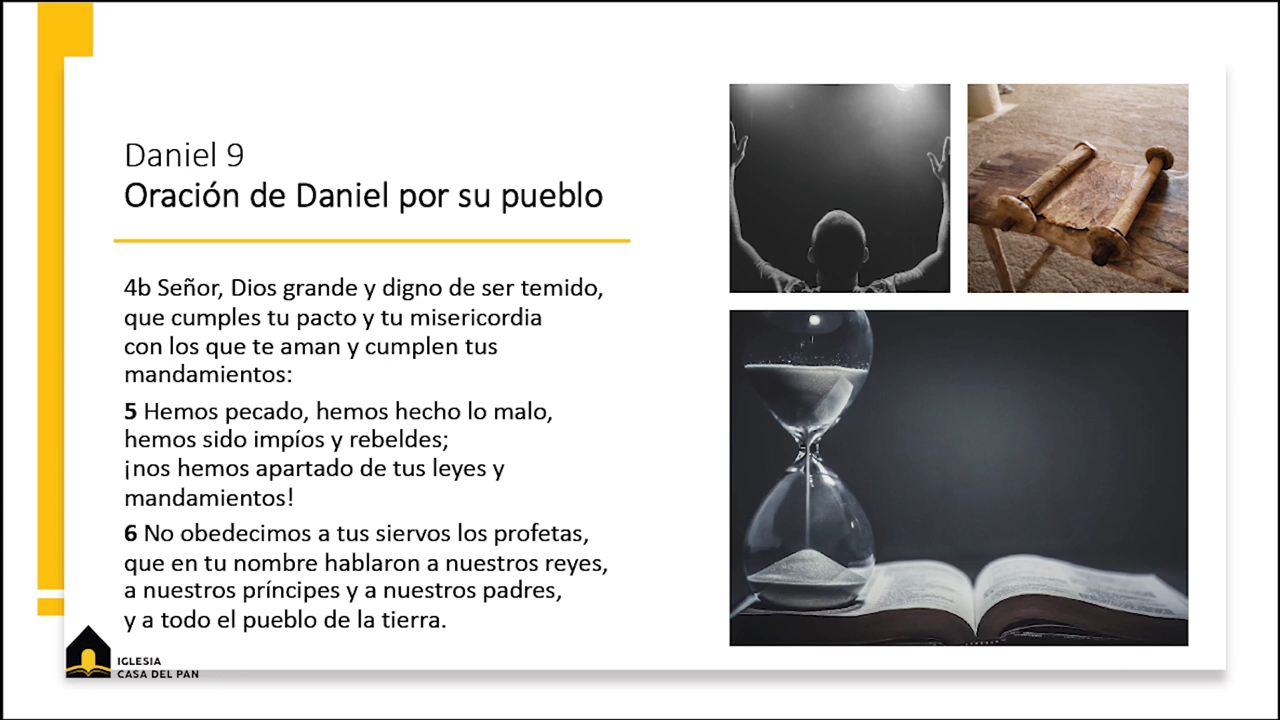 Daniel 9
Oración de Daniel por su pueblo
4b Señor, Dios grande y digno de ser temido,
que cumples tu pacto y tu misericordia
con los que te aman y cumplen tus
mandamientos:
5 Hemos pecado, hemos hecho lo malo,
hemos sido impíos y rebeldes;
¡nos hemos apartado de tus leyes y
mandamientos!
6 No obedecimos a tus siervos los profetas,
que en tu nombre hablaron a nuestros reyes,
a nuestros príncipes y a nuestros padres,
y a todo el pueblo de la tierra.
IGLESIA
CASA DEL PAN